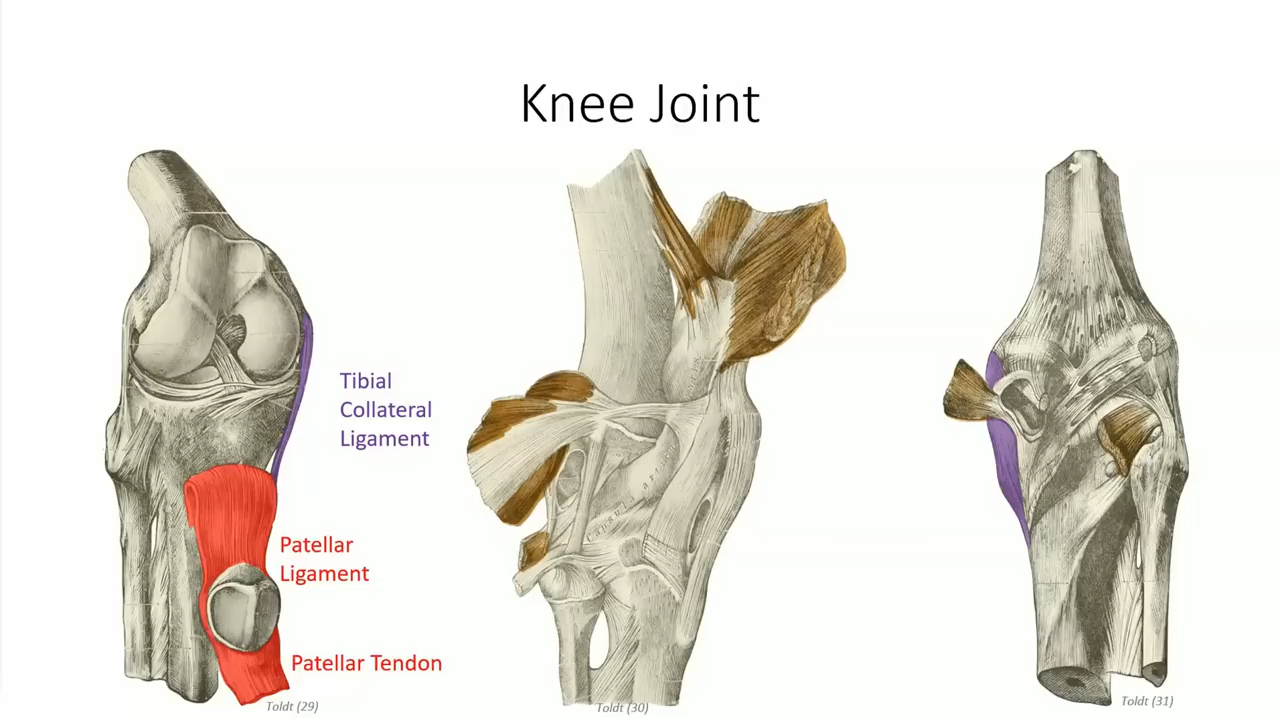 Knee Joint
Tibial
Collateral
Ligament
Patellar
Ligament
Patellar Tendon
Toldt (29)
Toldt (30)
Toldt (31)